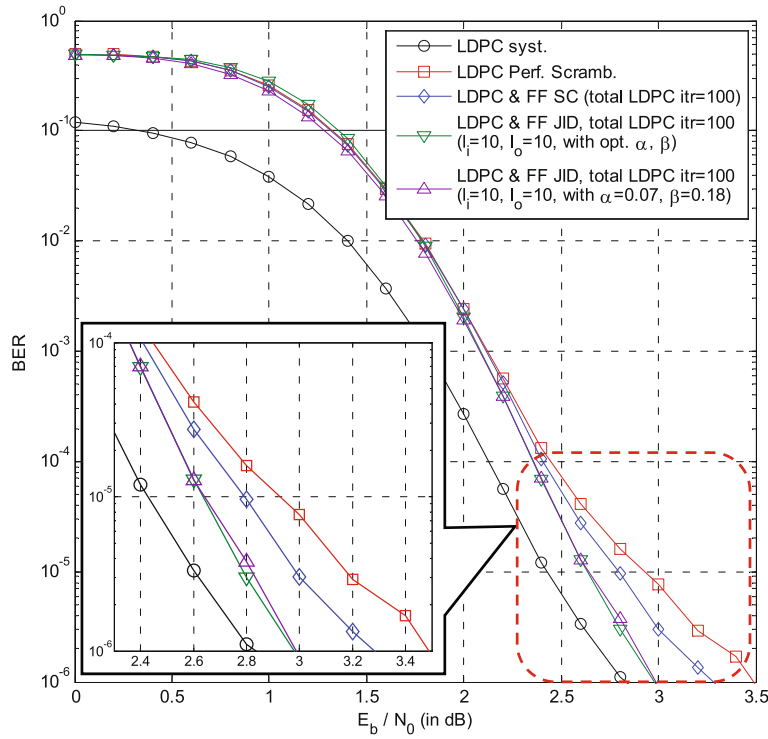 10^0
10^-1
10^-2
10^-3
10^-4
10^-5
10^-6
BER
LDPC syst.
LDPC Perf. Scramb.
LDPC & FF SC (total LDPC itr=100)
LDPC & FF JID, total LDPC itr=100
(I_i=10, I_o=10, with opt. α, β)
LDPC & FF JID, total LDPC itr=100
(I_i=10, I_o=10, with α=0.07, β=0.18)
10^-4
10^-5
10^-6
2.4 2.6 2.8 3 3.2 3.4
0 0.5 1 1.5 2 2.5 3 3.5
E_b / N_0 (in dB)